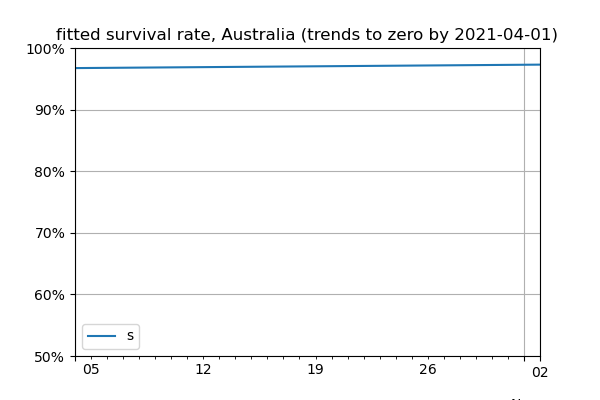 fitted survival rate, Australia (trends to zero by 2021-04-01)
100%
90%
80%
70%
60%
50%
s
05 12 19 26 02